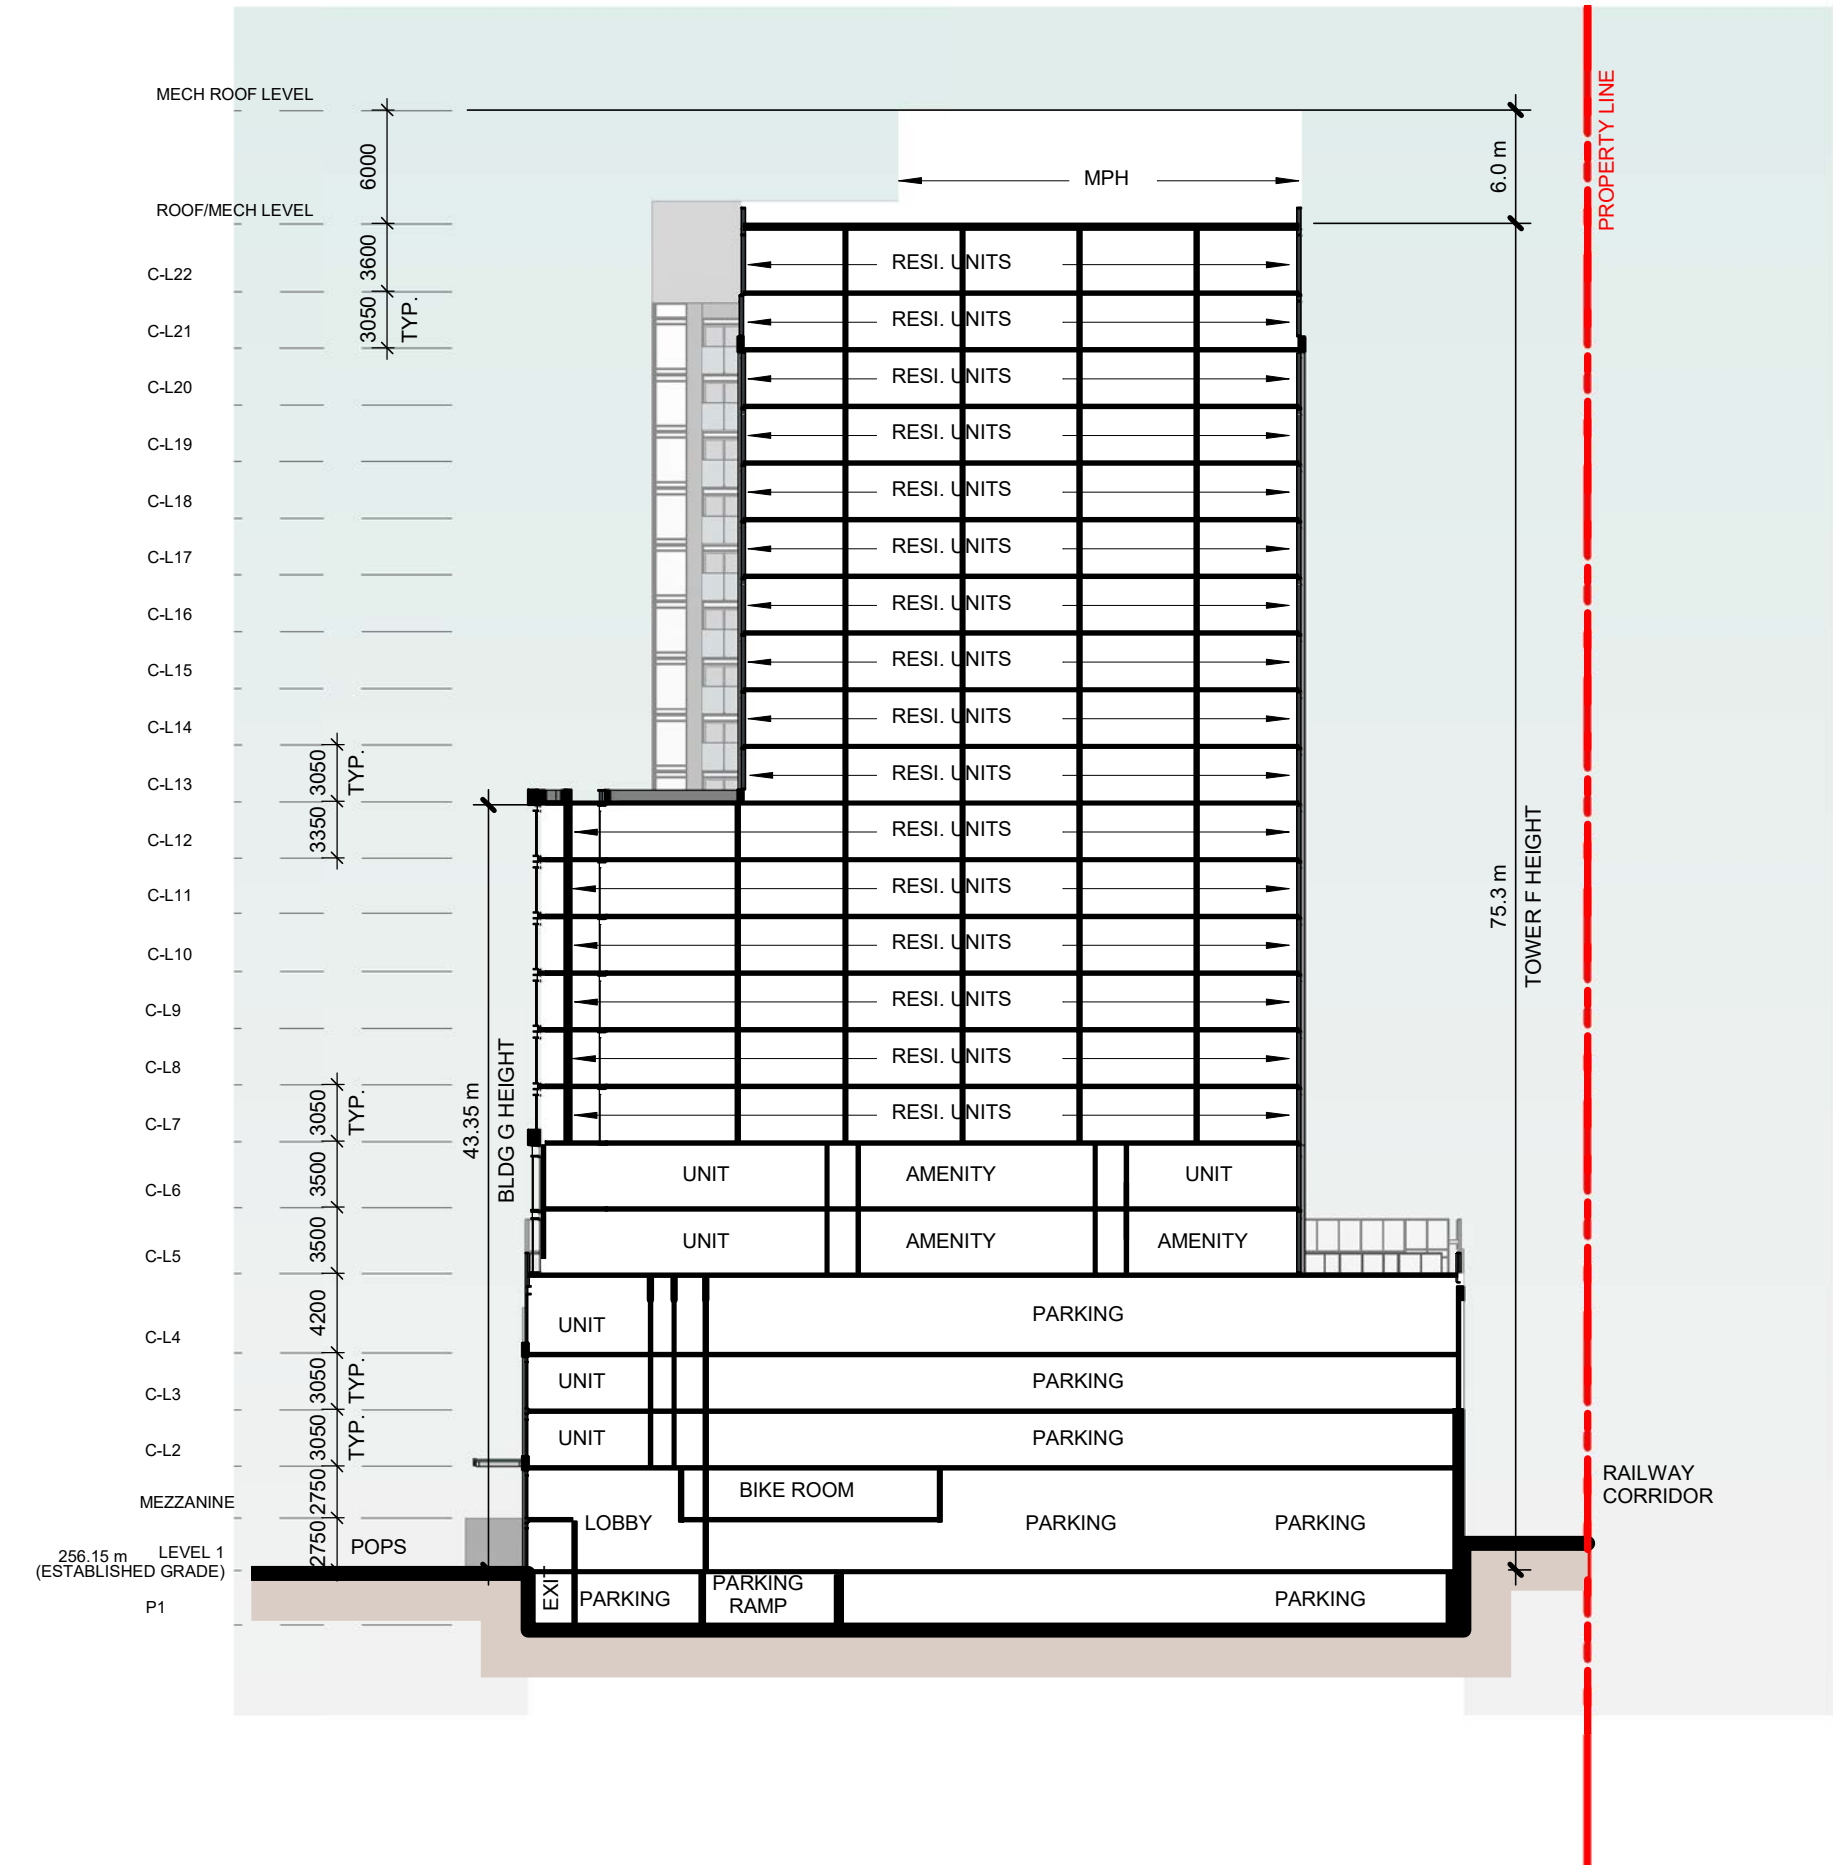 MECH ROOF LEVEL
6000
6.0 m
PROPERTY LINE
MPH
ROOF/MECH LEVEL
3600
C-L22
RESI. UNITS
3050
TYP.
C-L21
RESI. UNITS
C-L20
RESI. UNITS
C-L19
RESI. UNITS
C-L18
RESI. UNITS
C-L17
RESI. UNITS
C-L16
RESI. UNITS
C-L15
RESI. UNITS
C-L14
RESI. UNITS
3050
TYP.
C-L13
RESI. UNITS
3350
C-L12
RESI. UNITS
75.3 m
TOWER F HEIGHT
C-L11
RESI. UNITS
C-L10
RESI. UNITS
C-L9
RESI. UNITS
C-L8
RESI. UNITS
43.35 m
BLDG G HEIGHT
3050
TYP.
C-L7
RESI. UNITS
3500
C-L6
UNIT
AMENITY
UNIT
3500
C-L5
UNIT
AMENITY
AMENITY
4200
C-L4
UNIT
PARKING
3050
TYP.
C-L3
UNIT
PARKING
3050
TYP.
C-L2
UNIT
PARKING
2750
MEZZANINE
BIKE ROOM
RAILWAY
CORRIDOR
LOBBY
PARKING
PARKING
2750
POPS
256.15 m
LEVEL 1
(ESTABLISHED GRADE)
P1
EXIT
PARKING
PARKING
RAMP
PARKING